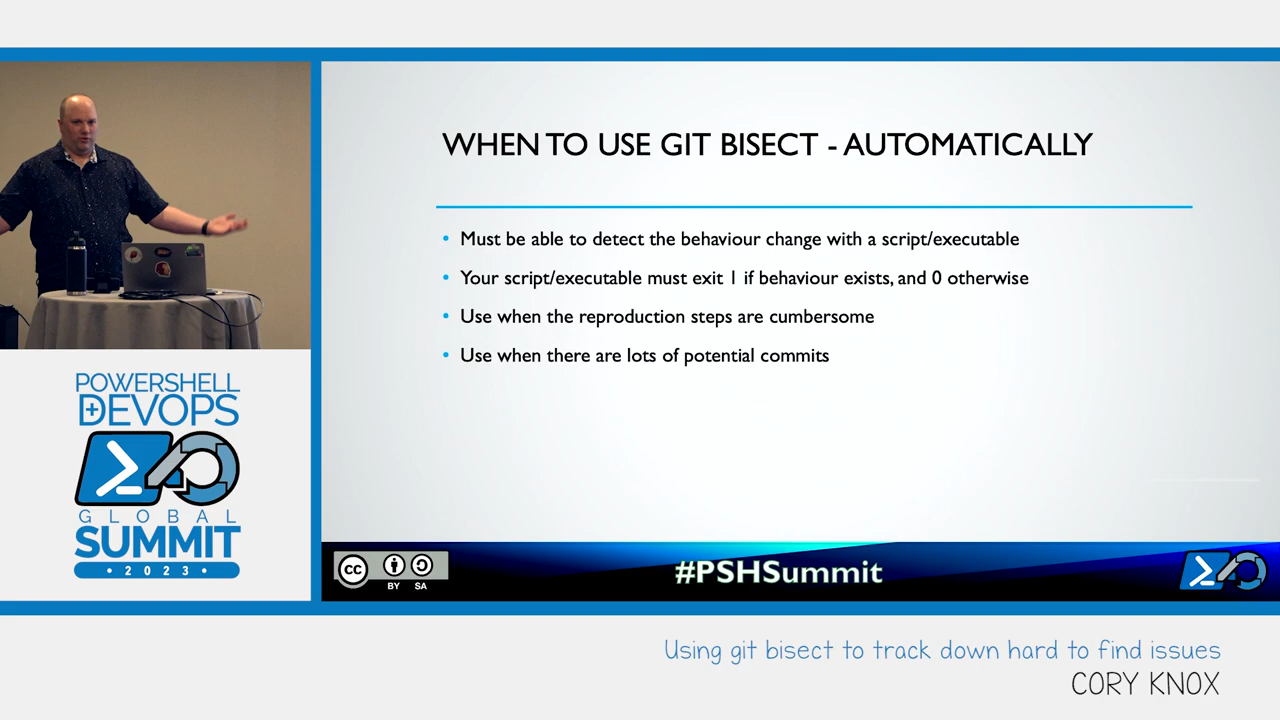 WHEN TO USE GIT BISECT - AUTOMATICALLY
• Must be able to detect the behaviour change with a script/executable
• Your script/executable must exit 1 if behaviour exists, and 0 otherwise
• Use when the reproduction steps are cumbersome
• Use when there are lots of potential commits
POWERSHELL
+DEVOPS
GLOBAL
SUMMIT
• 2023 •
cc
BY SA
#PSHSummit
Using git bisect to track down hard to find issues
CORY KNOX